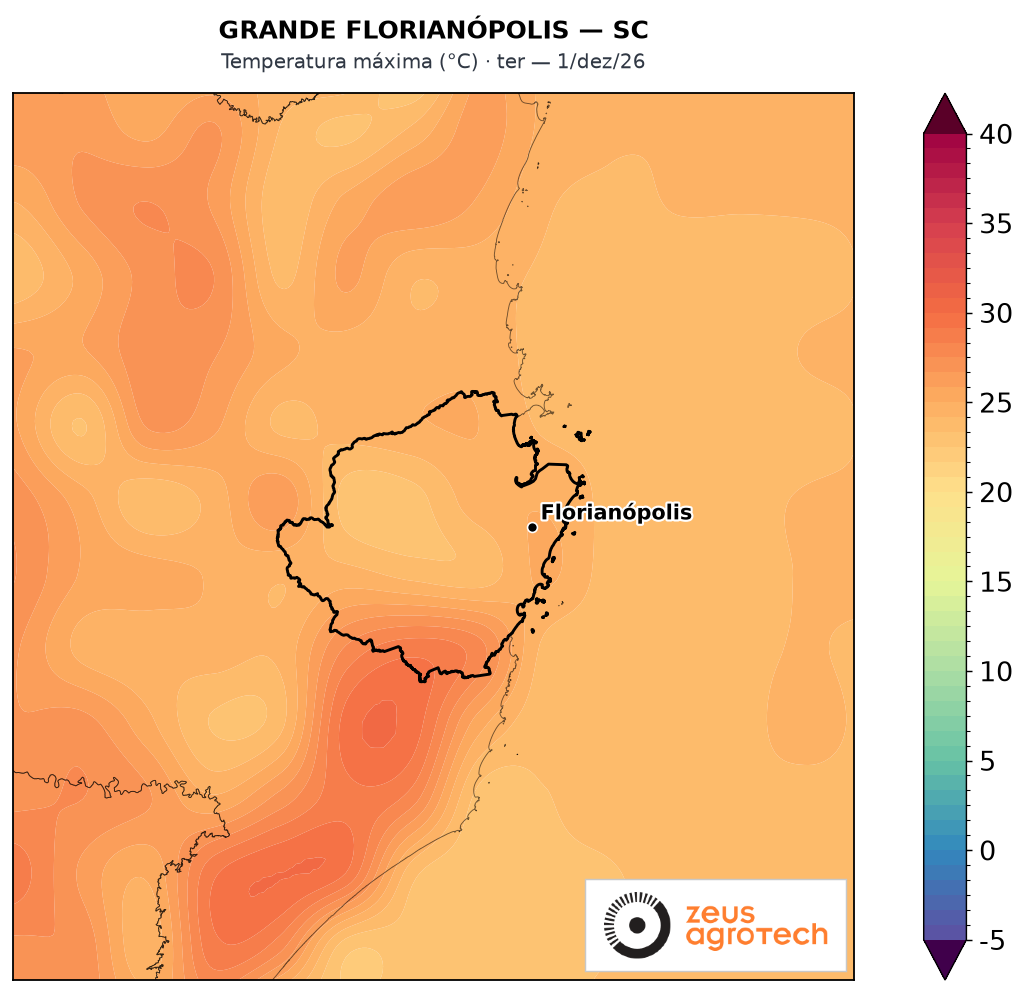 GRANDE FLORIANÓPOLIS — SC
Temperatura máxima (°C) · ter — 1/dez/26
40
35
30
25
20
15
10
5
0
-5
Florianópolis
zeus
agrotech